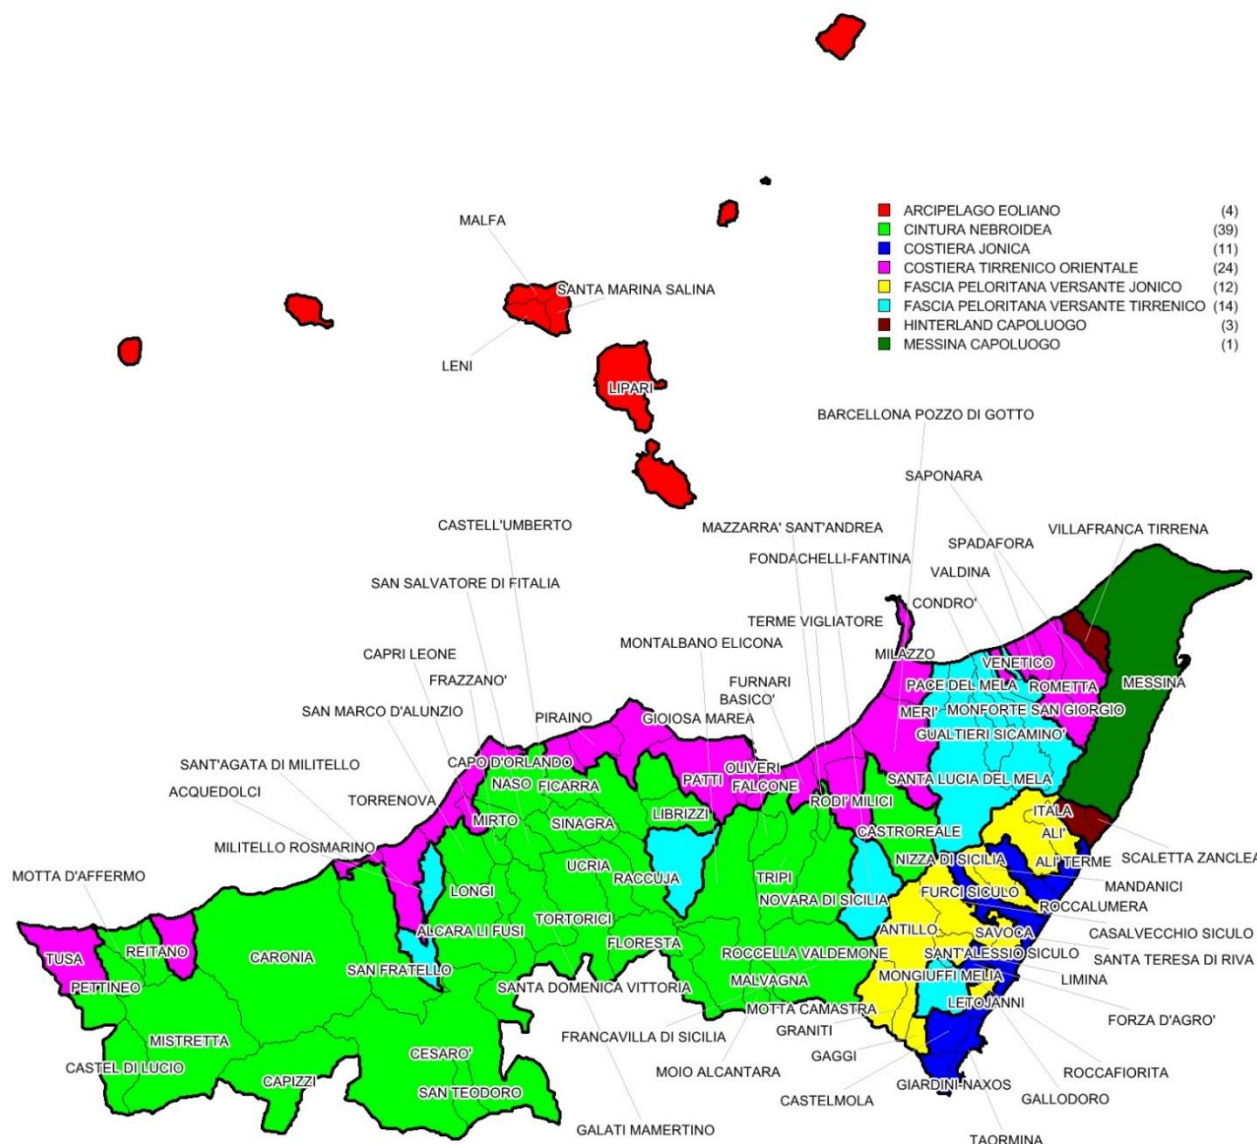 MALFA
SANTA MARINA SALINA
LENI
LIPARI
ARCIPELAGO EOLIANO (4)
CINTURA NEBROIDEA (39)
COSTIERA JONICA (11)
COSTIERA TIRRENICO ORIENTALE (24)
FASCIA PELORITANA VERSANTE JONICO (12)
FASCIA PELORITANA VERSANTE TIRRENICO (14)
HINTERLAND CAPOLUOGO (3)
MESSINA CAPOLUOGO (1)
BARCELLONA POZZO DI GOTTO
SAPONARA
CASTELL'UMBERTO
MAZZARRA' SANT'ANDREA
VILLAFRANCA TIRRENA
SPADAFORA
FONDACHELLI-FANTINA
VALDINA
SAN SALVATORE DI FITALIA
CONDRO'
TERME VIGLIATORE
MONTALBANO ELICONA
CAPRI LEONE
MILAZZO
VENETICO
FRAZZANO'
FURNARI
PACE DEL MELA
ROMETTA
MESSINA
BASICO'
SAN MARCO D'ALUNZIO
MERI'
MONFORTE SAN GIORGIO
PIRAINO
GIOIOSA MAREA
GUALTIERI SICAMINO'
SANT'AGATA DI MILITELLO
CAPO D'ORLANDO
OLIVERI
ACQUEDOLCI
NASO
FICARRA
PATTI
FALCONE
SANTA LUCIA DEL MELA
TORRENOVA
RODI' MILICI
MIRTO
SINAGRA
LIBRIZZI
ITALA
CASTROREALE
ALI'
MILITELLO ROSMARINO
UCRIA
NIZZA DI SICILIA
ALI' TERME
SCALETTA ZANCLEA
MOTTA D'AFFERMO
RACCUJA
TRIPI
LONGI
FURCI SICULO
MANDANICI
NOVARA DI SICILIA
ROCCALUMERA
TORTORICI
ALCARA LI FUSI
ANTILLO
SAVOCA
CASALVECCHIO SICULO
FLORESTA
REITANO
CARONIA
ROCCELLA VALDEMONE
SANT'ALESSIO SICULO
TUSA
SANTA TERESA DI RIVA
SAN FRATELLO
MALVAGNA
MONGIUFFI MELIA
LIMINA
PETTINEO
SANTA DOMENICA VITTORIA
LETOJANNI
MOTTA CAMASTRA
FORZA D'AGRO'
GRANITI
MISTRETTA
FRANCAVILLA DI SICILIA
CESARO'
GAGGI
CASTEL DI LUCIO
MOIO ALCANTARA
ROCCAFIORITA
CAPIZZI
GIARDINI-NAXOS
SAN TEODORO
CASTELMOLA
GALLODORO
GALATI MAMERTINO
TAORMINA